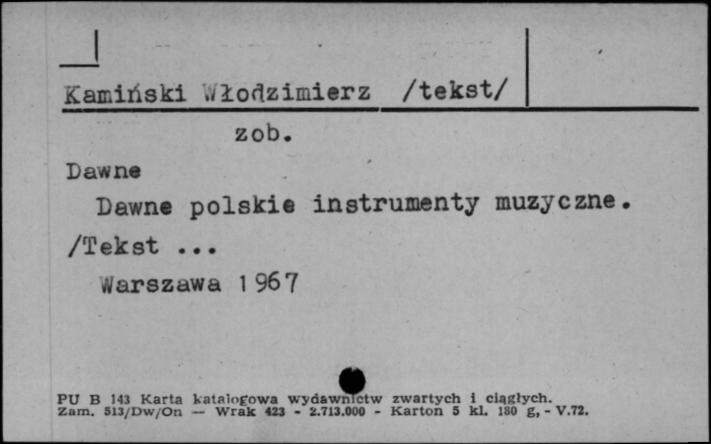 Kamiński Włodzimierz /tekst/
zob.
Dawne
Dawne polskie instrumenty muzyczne.
/Tekst ...
Warszawa 1967
PU B 143 Karta katalogowa wydawnictw zwartych i ciągłych.
Zam. 513/Dw/On — Wrak 423 - 2.713.000 - Karton 5 kl. 180 g, - V.72.